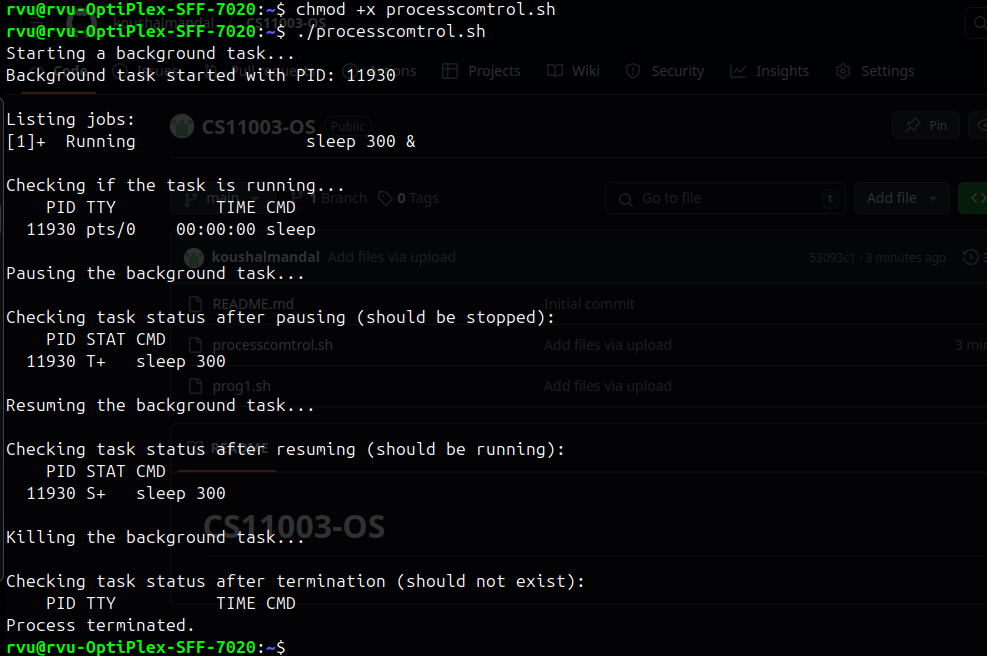 rvu@rvu-OptiPlex-SFF-7020:~$ chmod +x processcomtrol.sh
rvu@rvu-OptiPlex-SFF-7020:~$ ./processcomtrol.sh
Starting a background task...
Background task started with PID: 11930
Projects Wiki Security Insights Settings
Listing jobs:
CS11003-OS Public Pin
[1]+  Running                 sleep 300 &
Checking if the task is running...
main 1 Branch 0 Tags Go to file t Add file
    PID TTY          TIME CMD
  11930 pts/0    00:00:00 sleep
koushalmandal Add files via upload 53093c1 · 3 minutes ago
Pausing the background task...
README.md Initial commit
Checking task status after pausing (should be stopped):
    PID STAT CMD
processcomtrol.sh Add files via upload 3 min
  11930 T+   sleep 300
prog1.sh Add files via upload
Resuming the background task...
README
Checking task status after resuming (should be running):
    PID STAT CMD
  11930 S+   sleep 300
CS11003-OS
Killing the background task...
Checking task status after termination (should not exist):
    PID TTY          TIME CMD
Process terminated.
rvu@rvu-OptiPlex-SFF-7020:~$